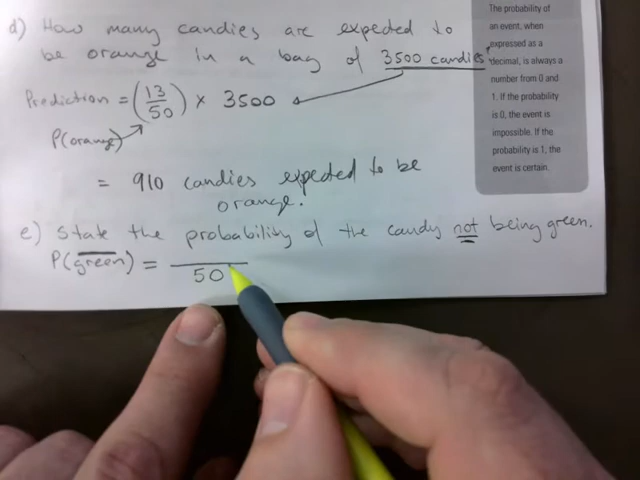 d) How many candies are expected to
be orange in a bag of 3500 candies
Prediction = (13/50) × 3500
P(orange)
= 910 candies expected to be
orange.
e) State the probability of the candy not being green.
P(green) = /50
The probability of
an event, when
expressed as a
decimal, is always a
number from 0 and
1. If the probability
is 0, the event is
impossible. If the
probability is 1, the
event is certain.